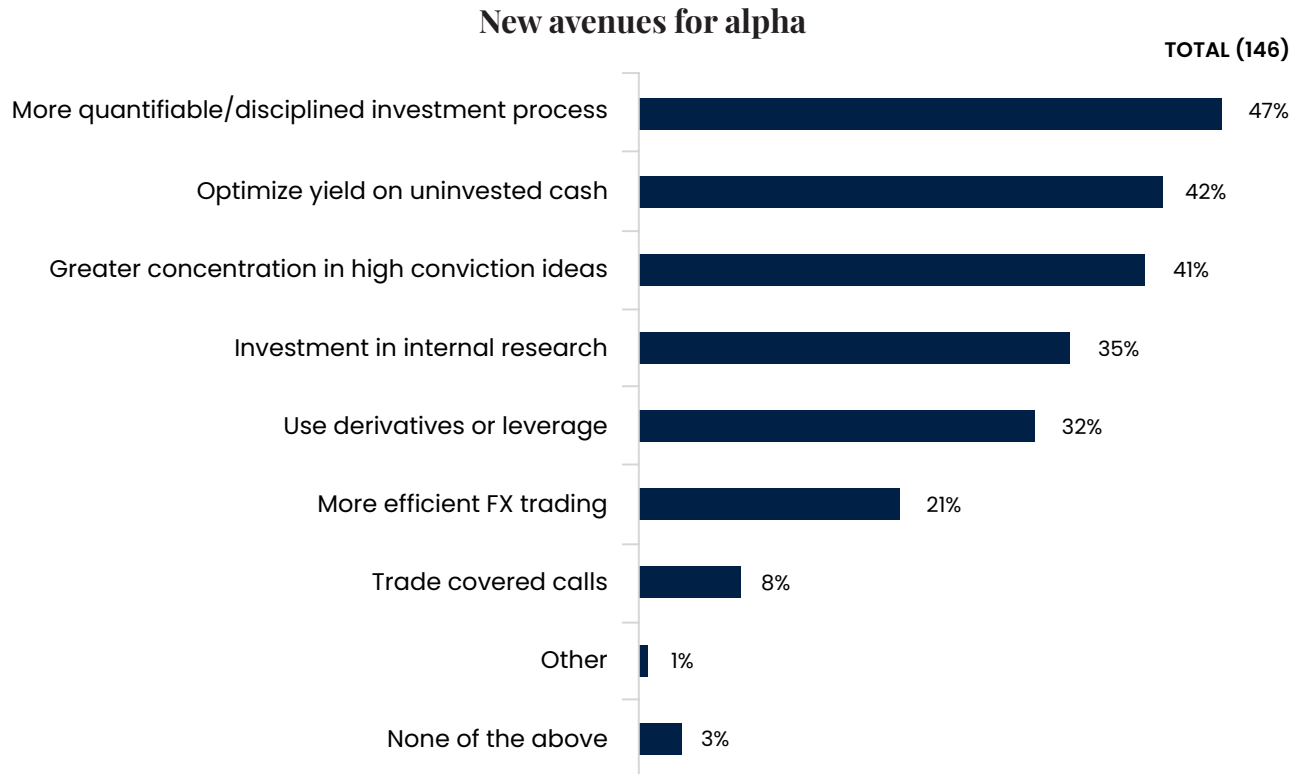 New avenues for alpha
TOTAL (146)
More quantifiable/disciplined investment process 47%
Optimize yield on uninvested cash 42%
Greater concentration in high conviction ideas 41%
Investment in internal research 35%
Use derivatives or leverage 32%
More efficient FX trading 21%
Trade covered calls 8%
Other 1%
None of the above 3%